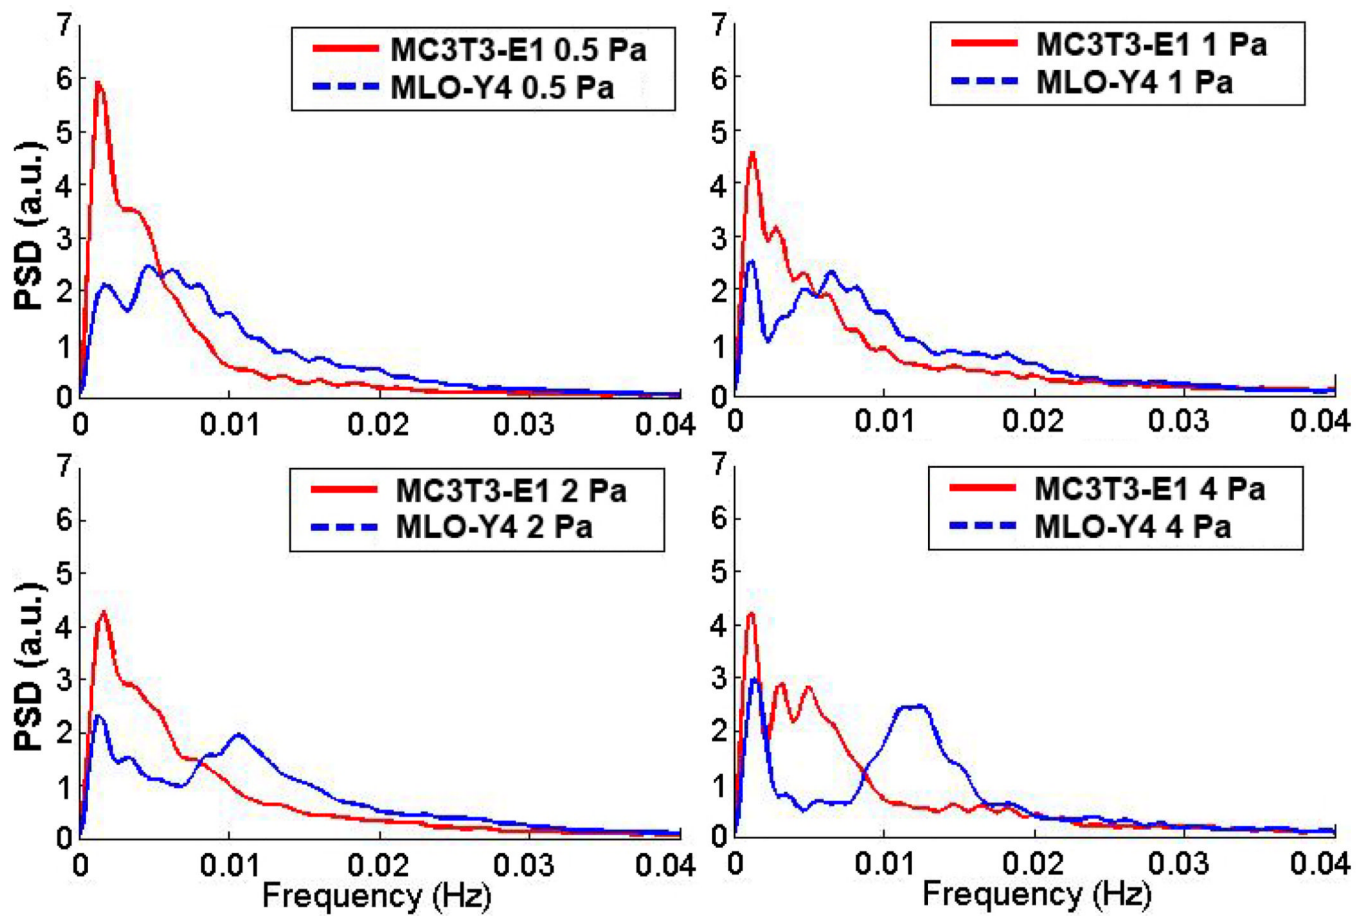 PSD (a.u.)
7
6
5
4
3
2
1
0
0 0.01 0.02 0.03 0.04
MC3T3-E1 0.5 Pa
MLO-Y4 0.5 Pa
7
6
5
4
3
2
1
0
0 0.01 0.02 0.03 0.04
MC3T3-E1 1 Pa
MLO-Y4 1 Pa
PSD (a.u.)
7
6
5
4
3
2
1
0
0 0.01 0.02 0.03 0.04
Frequency (Hz)
MC3T3-E1 2 Pa
MLO-Y4 2 Pa
7
6
5
4
3
2
1
0
0 0.01 0.02 0.03 0.04
Frequency (Hz)
MC3T3-E1 4 Pa
MLO-Y4 4 Pa